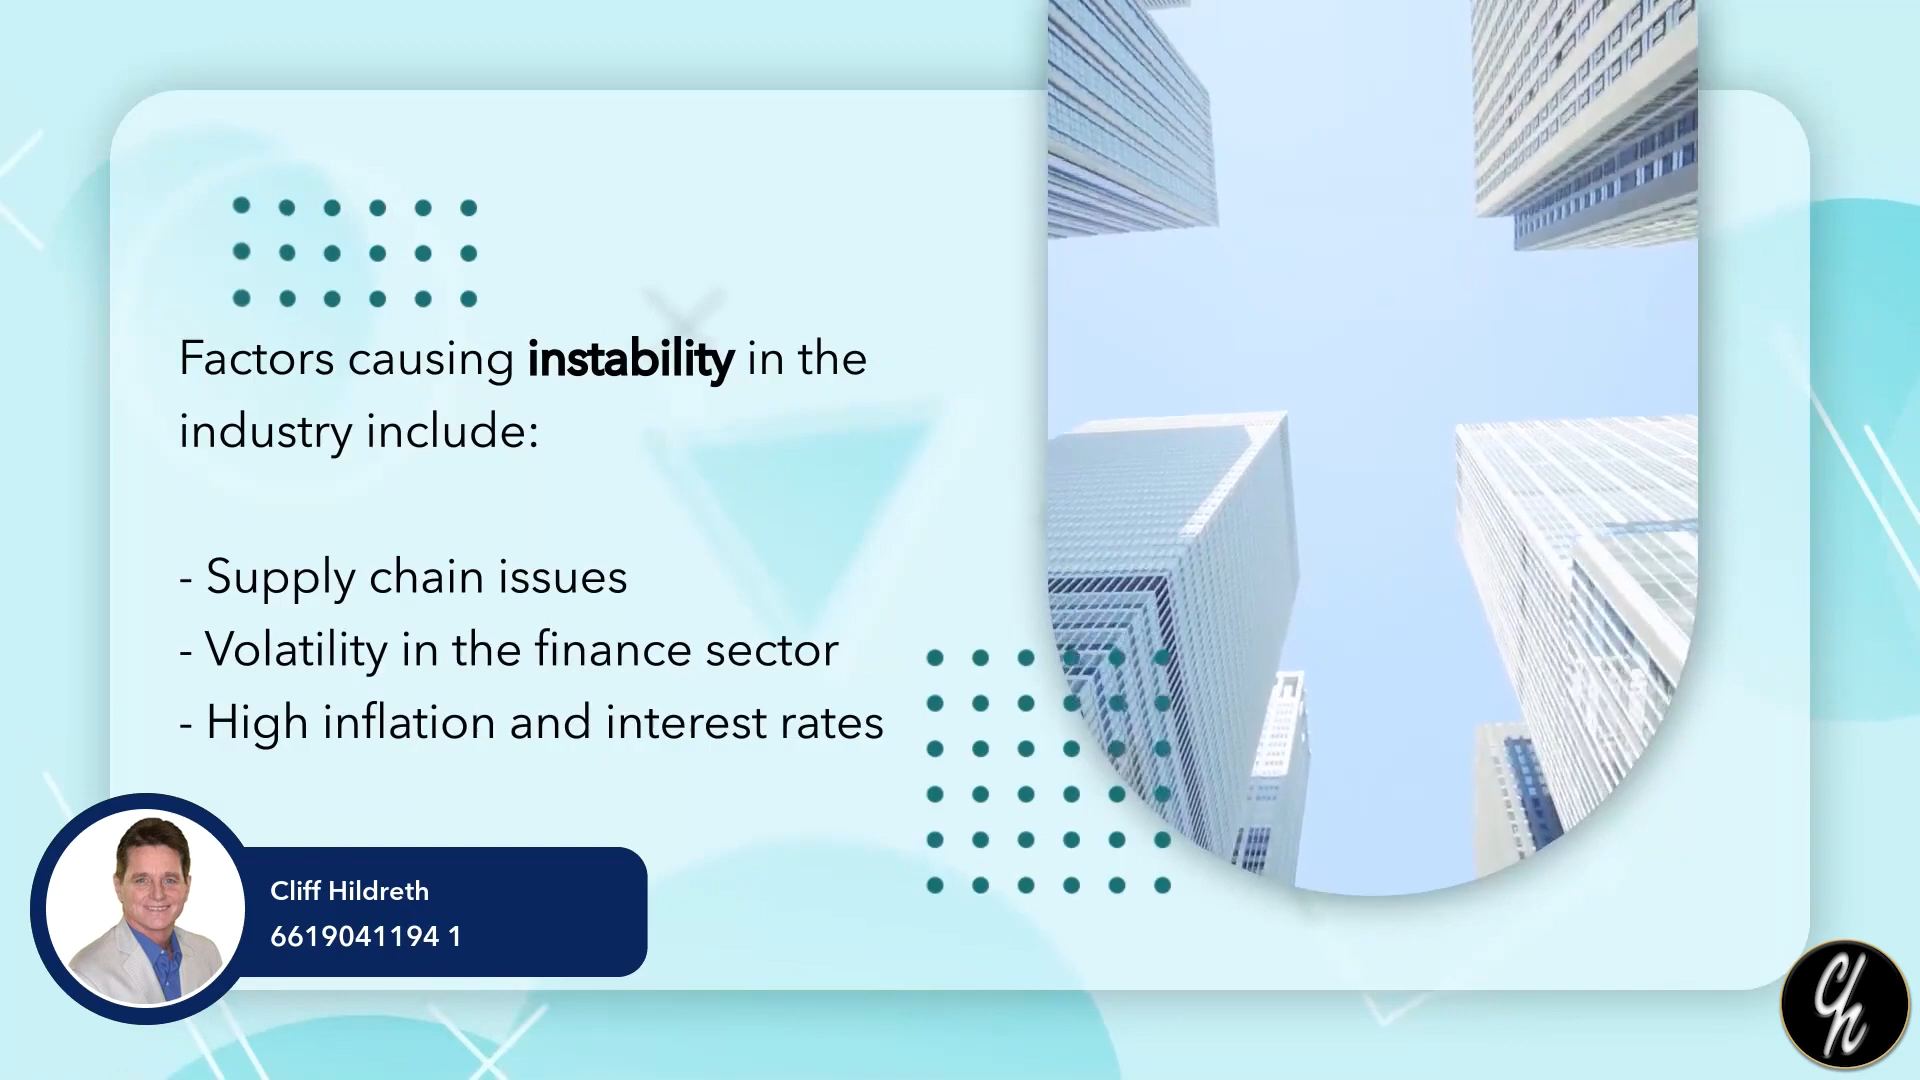 Factors causing instability in the
industry include:
- Supply chain issues
- Volatility in the finance sector
- High inflation and interest rates
Cliff Hildreth
6619041194 1
CH